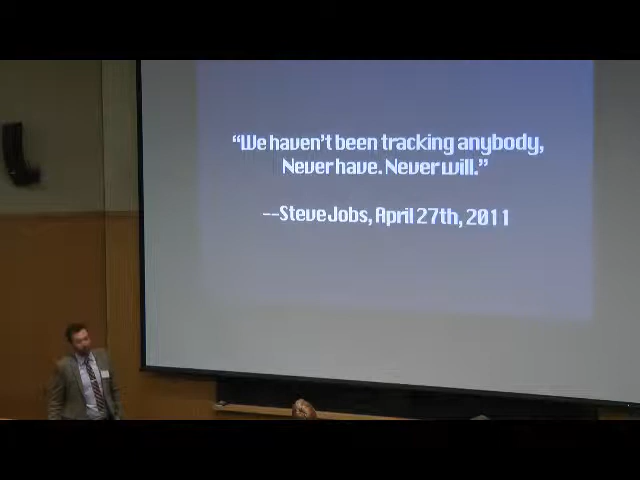 “We haven’t been tracking anybody,
Never have. Never will.”
--Steve Jobs, April 27th, 2011